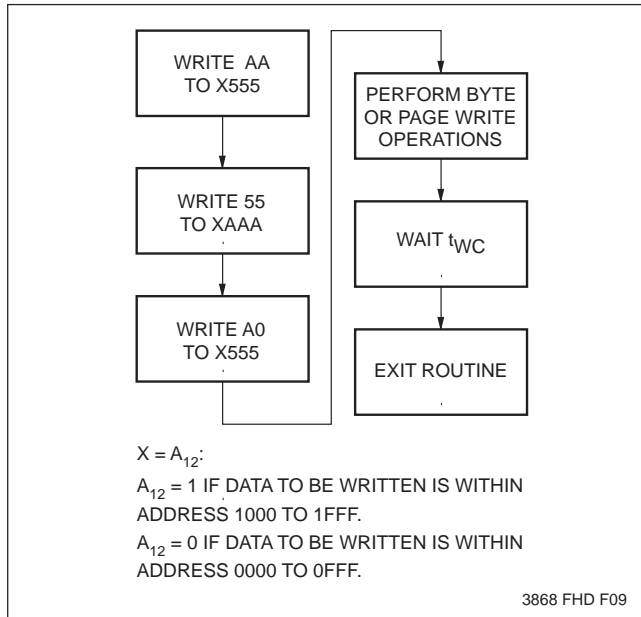 WRITE AA
TO X555
WRITE 55
TO XAAA
WRITE A0
TO X555
PERFORM BYTE
OR PAGE WRITE
OPERATIONS
WAIT tWC
EXIT ROUTINE
X = A12:
A12 = 1 IF DATA TO BE WRITTEN IS WITHIN
ADDRESS 1000 TO 1FFF.
A12 = 0 IF DATA TO BE WRITTEN IS WITHIN
ADDRESS 0000 TO 0FFF.
3868 FHD F09